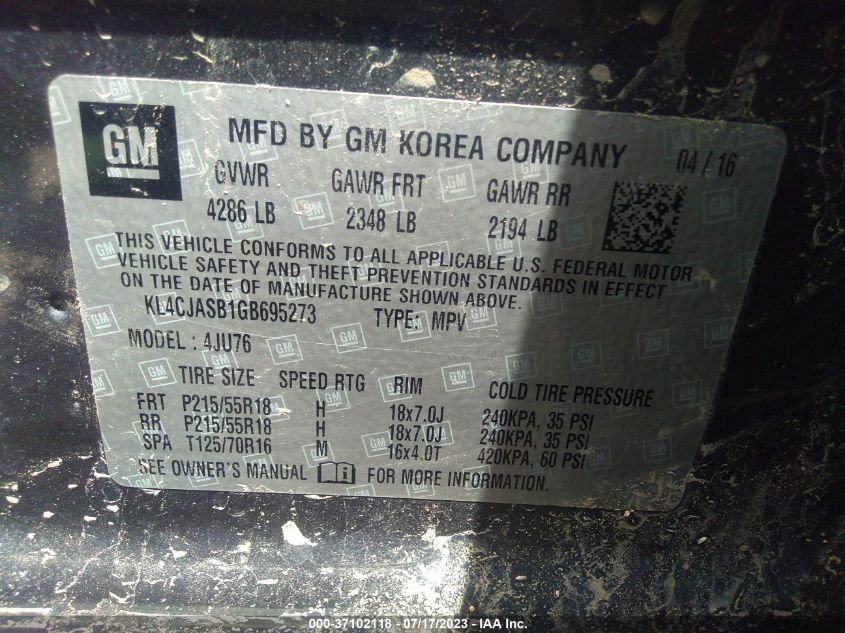 GM MFD BY GM KOREA COMPANY 04/16
GVWR GAWR FRT GAWR RR
4286 LB 2348 LB 2194 LB
THIS VEHICLE CONFORMS TO ALL APPLICABLE U.S. FEDERAL MOTOR
VEHICLE SAFETY AND THEFT PREVENTION STANDARDS IN EFFECT
ON THE DATE OF MANUFACTURE SHOWN ABOVE.
KL4CJASB1GB695273 TYPE: MPV
MODEL : 4JU76
TIRE SIZE SPEED RTG RIM COLD TIRE PRESSURE
FRT P215/55R18 H 18x7.0J 240KPA, 35 PSI
RR P215/55R18 H 18x7.0J 240KPA, 35 PSI
SPA T125/70R16 M 16x4.0T 420KPA, 60 PSI
SEE OWNER'S MANUAL FOR MORE INFORMATION.
000-37102118 - 07/17/2023 - IAA Inc.